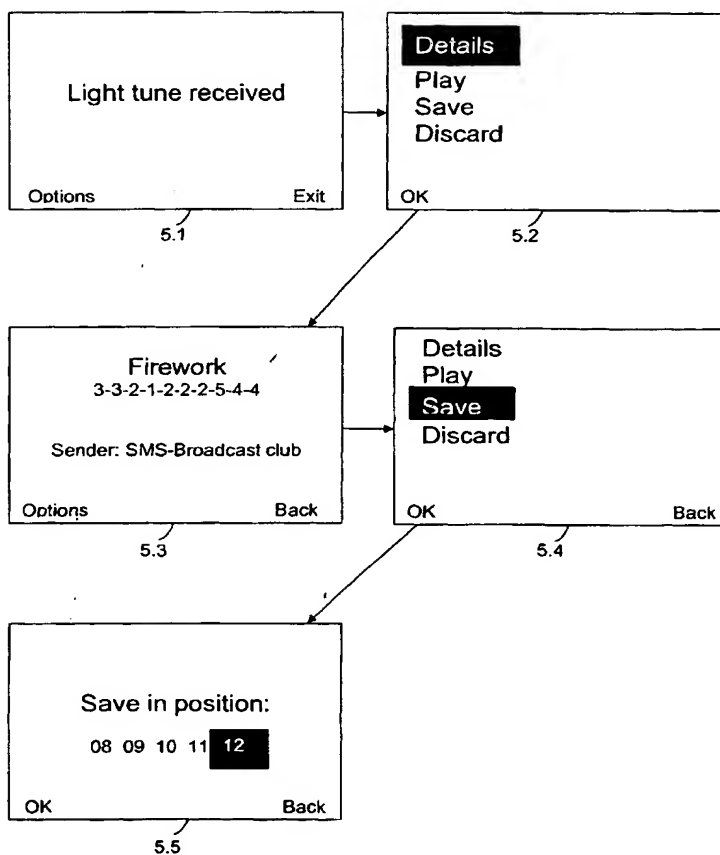 Light tune received
Options Exit
5.1
Details
Play
Save
Discard
OK
5.2
Firework
3-3-2-1-2-2-2-5-4-4
Sender: SMS-Broadcast club
Options Back
5.3
Details
Play
Save
Discard
OK Back
5.4
Save in position:
08 09 10 11 12
OK Back
5.5